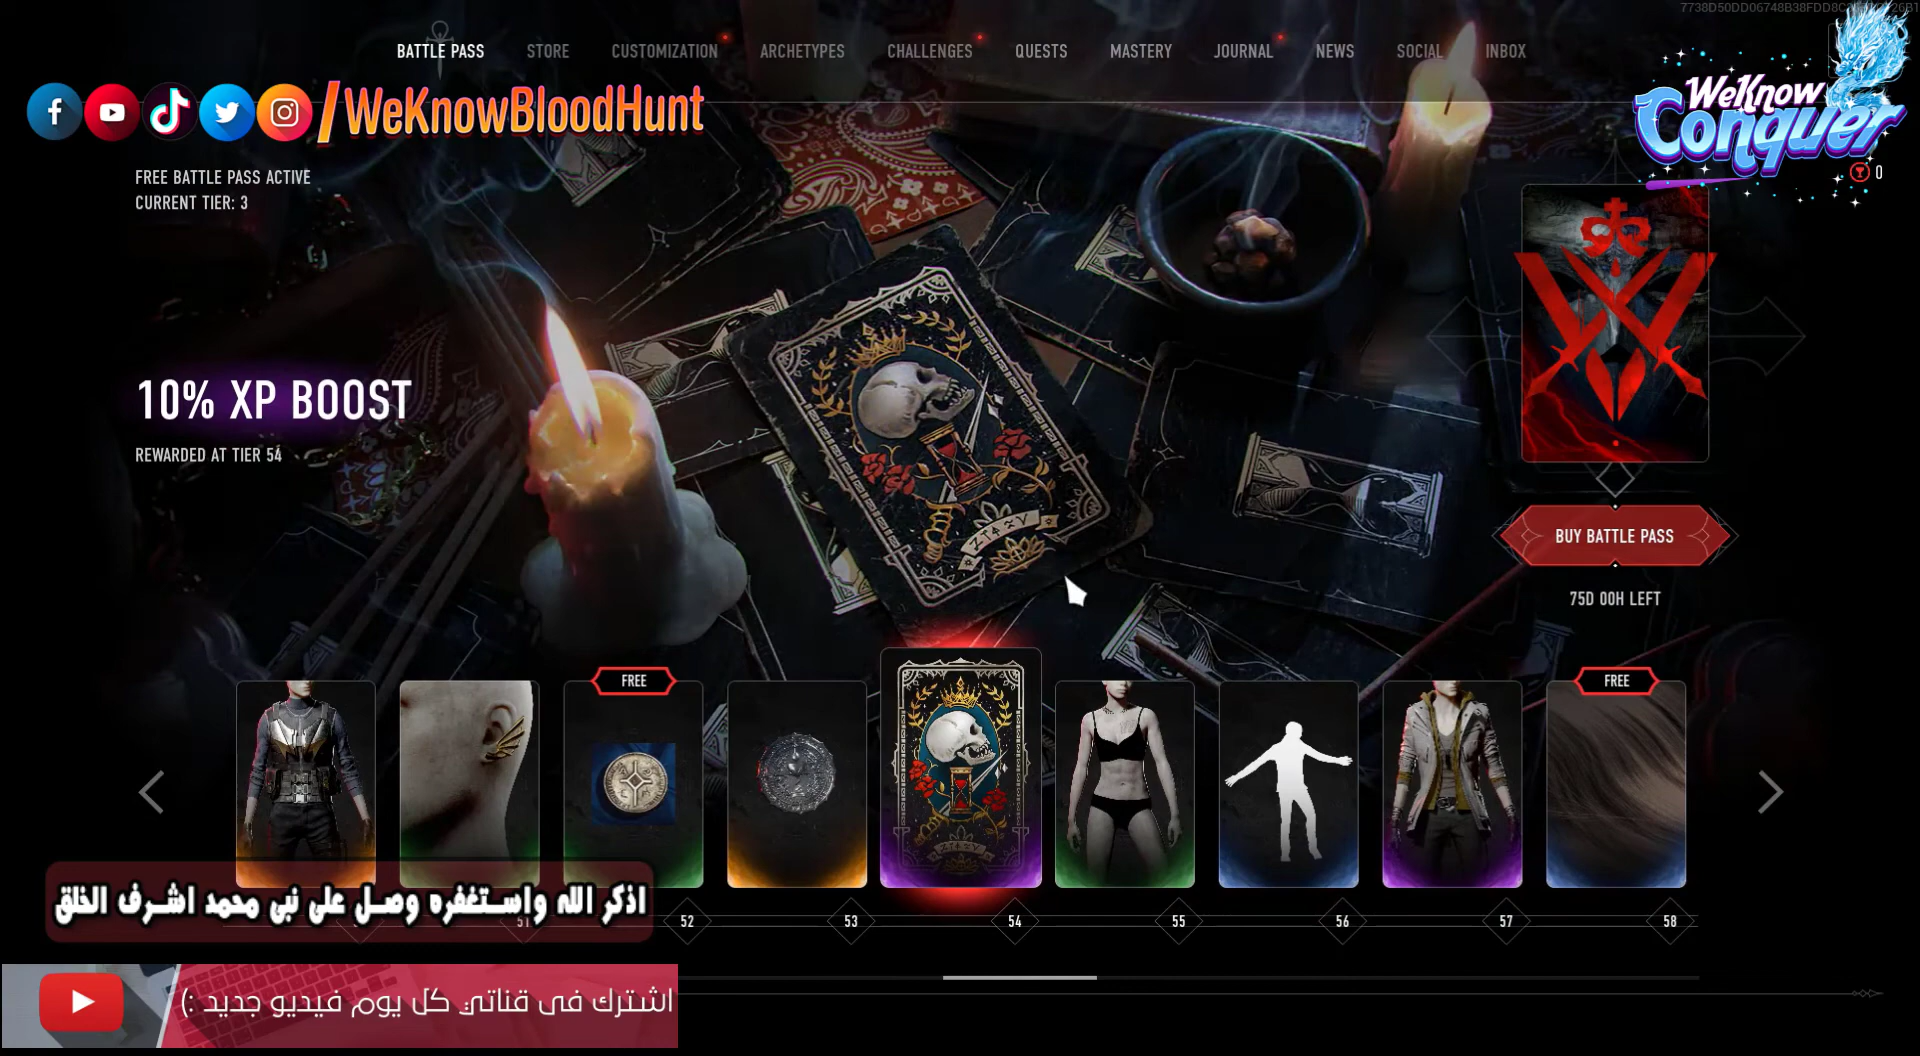 BATTLE PASS STORE CUSTOMIZATION ARCHETYPES CHALLENGES QUESTS MASTERY JOURNAL NEWS SOCIAL INBOX
/WeKnowBloodHunt
WeKnow
Conquer
0
FREE BATTLE PASS ACTIVE
CURRENT TIER: 3
10% XP BOOST
REWARDED AT TIER 54
BUY BATTLE PASS
75D 00H LEFT
FREE
FREE
اذكر الله واستغفره وصل على نبى محمد اشرف الخلق
51 52 53 54 55 56 57 58
اشترك فى قناتي كل يوم فيديو جديد :)